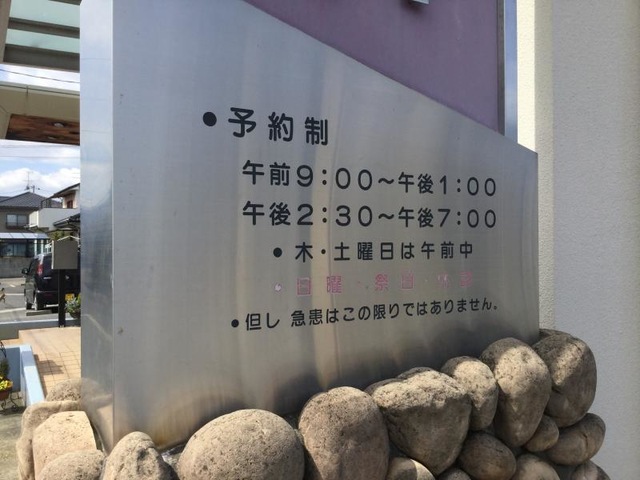 ●予約制
午前9:00～午後1:00
午後2:30～午後7:00
●木・土曜日は午前中
●日曜・祭日・
●但し 急患はこの限りではありません。